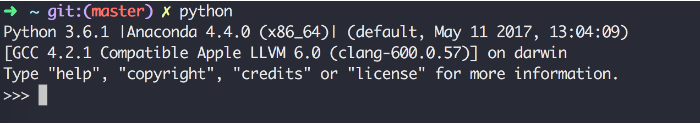 ➜ ~ git:(master) ✗ python
Python 3.6.1 |Anaconda 4.4.0 (x86_64)| (default, May 11 2017, 13:04:09)
[GCC 4.2.1 Compatible Apple LLVM 6.0 (clang-600.0.57)] on darwin
Type "help", "copyright", "credits" or "license" for more information.
>>>